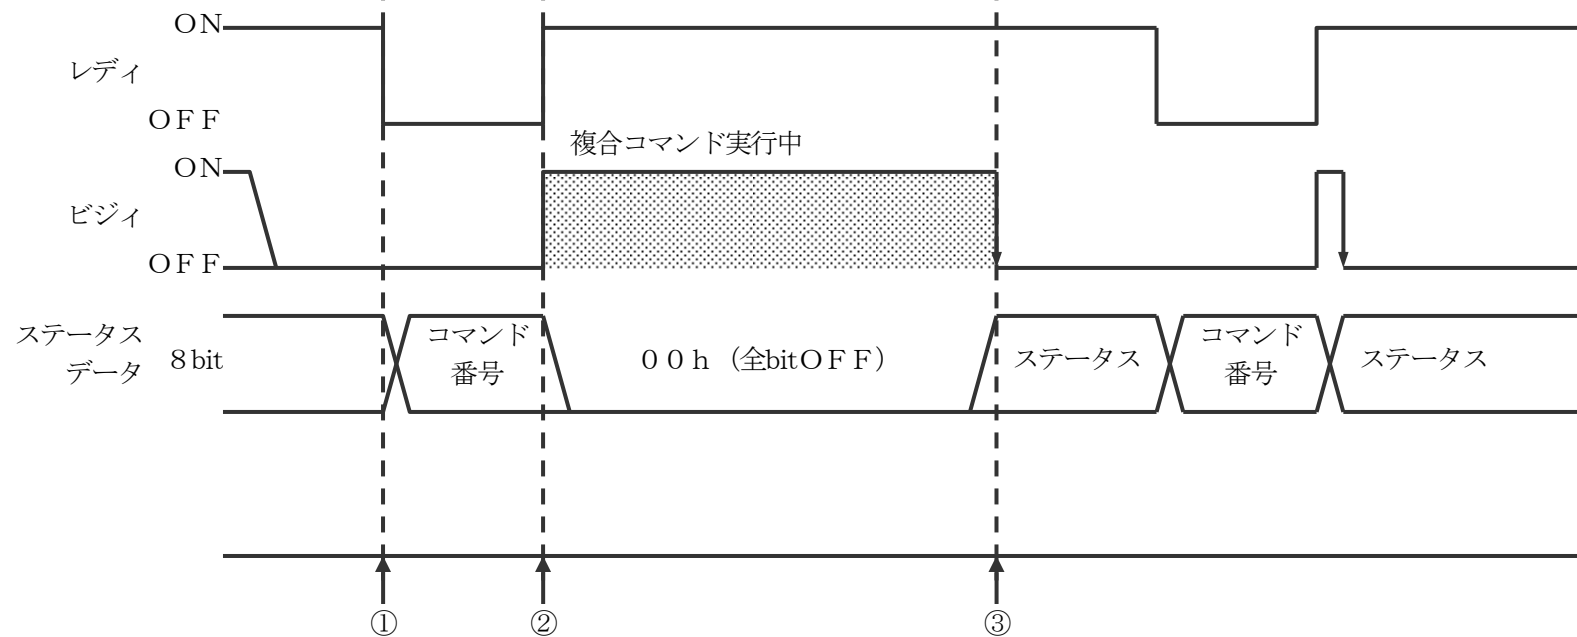 ON
レディ
OFF
複合コマンド実行中
ON
ビジィ
OFF
ステータス
データ
8bit
コマンド
番号
00h（全bitOFF）
ステータス
コマンド
番号
ステータス
①
②
③